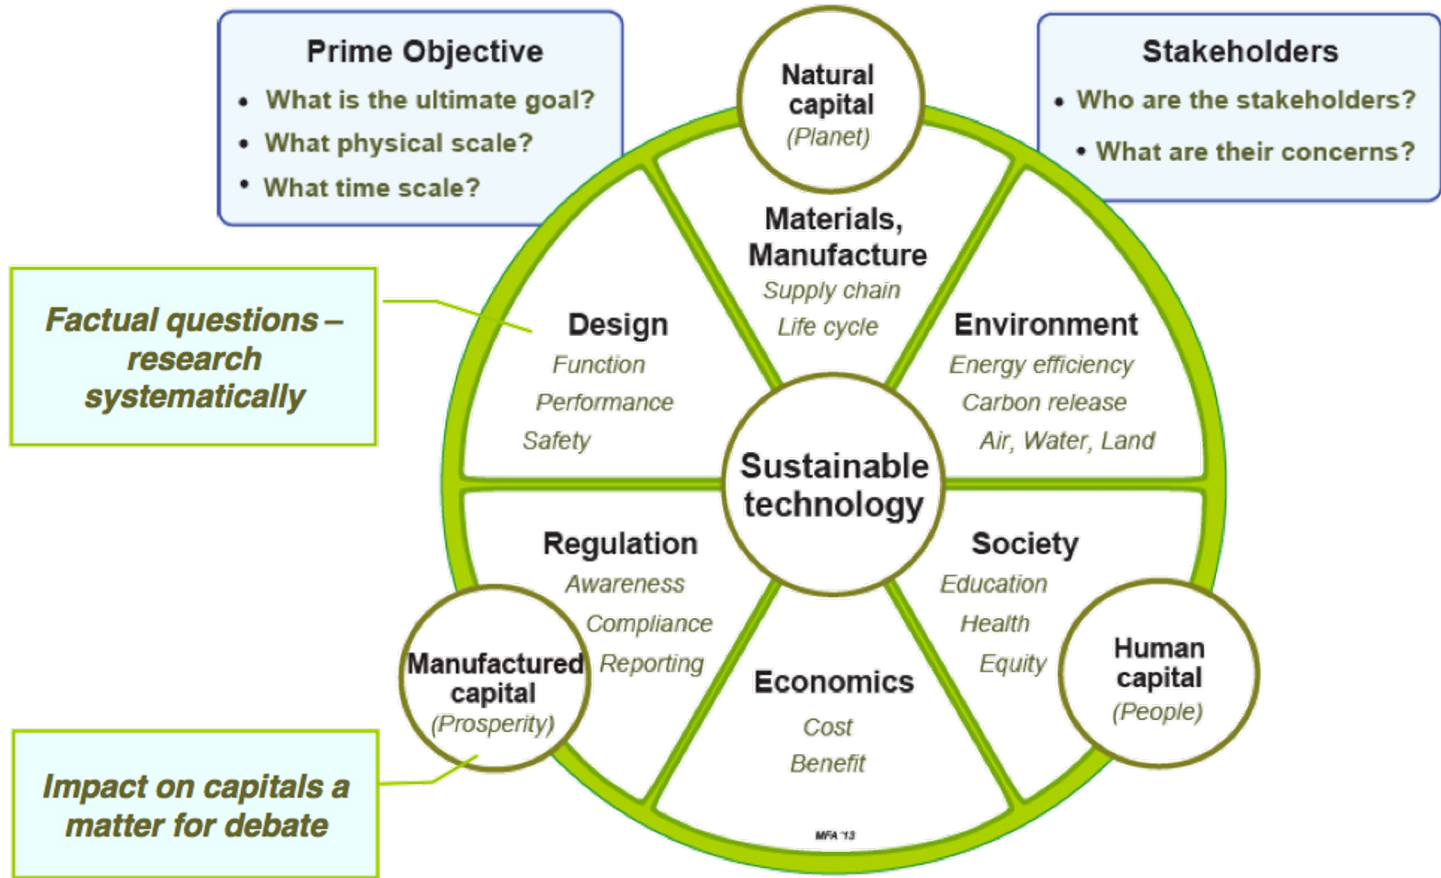 Prime Objective
• What is the ultimate goal?
• What physical scale?
• What time scale?
Natural
capital
(Planet)
Stakeholders
• Who are the stakeholders?
• What are their concerns?
Factual questions –
research
systematically
Design
Function
Performance
Safety
Materials,
Manufacture
Supply chain
Life cycle
Environment
Energy efficiency
Carbon release
Air, Water, Land
Sustainable
technology
Regulation
Awareness
Compliance
Reporting
Society
Education
Health
Equity
Manufactured
capital
(Prosperity)
Economics
Cost
Benefit
Human
capital
(People)
Impact on capitals a
matter for debate
MFA '13